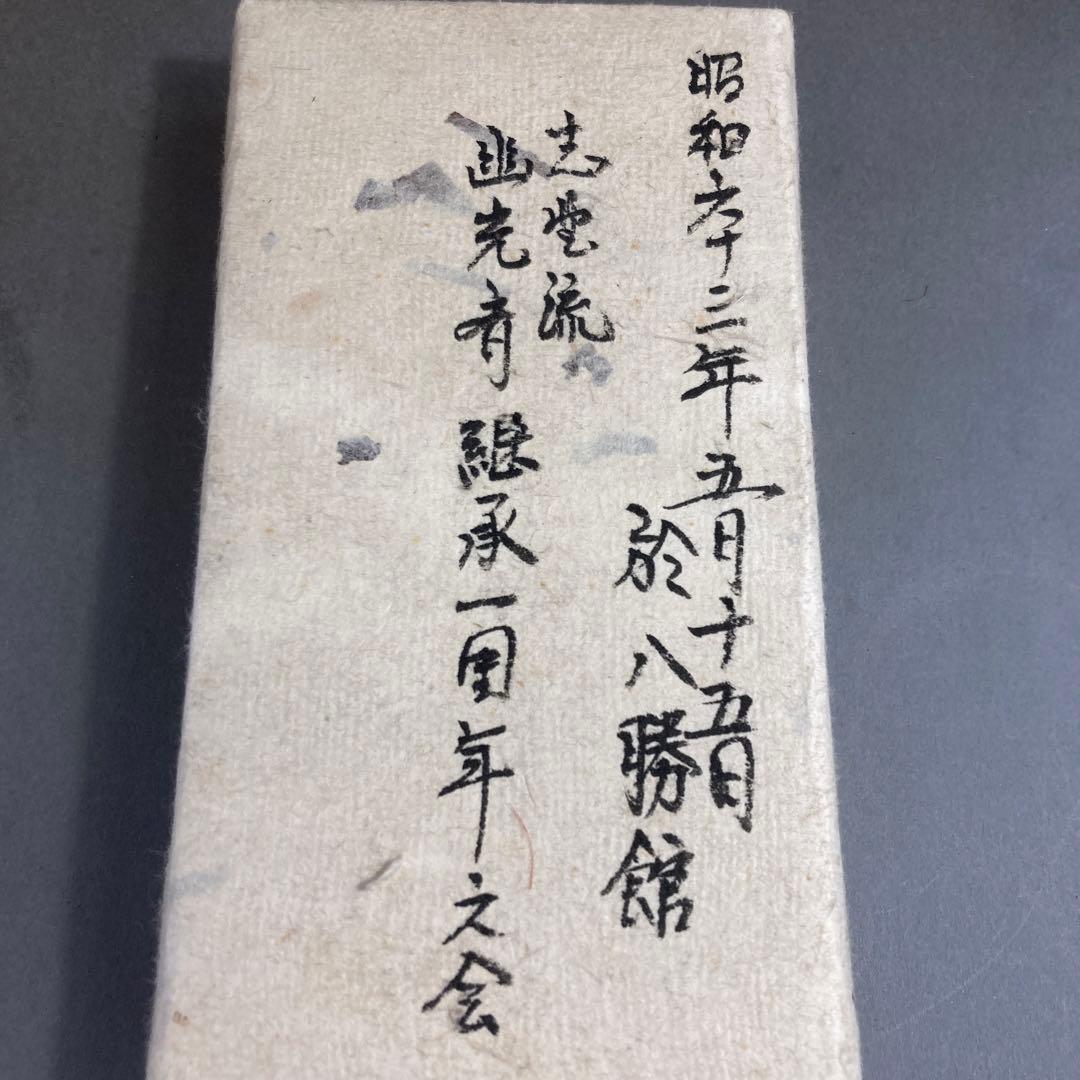 昭和六十三年五月十五日
於 八勝館
志野流
幽光斎 継承一周年之会